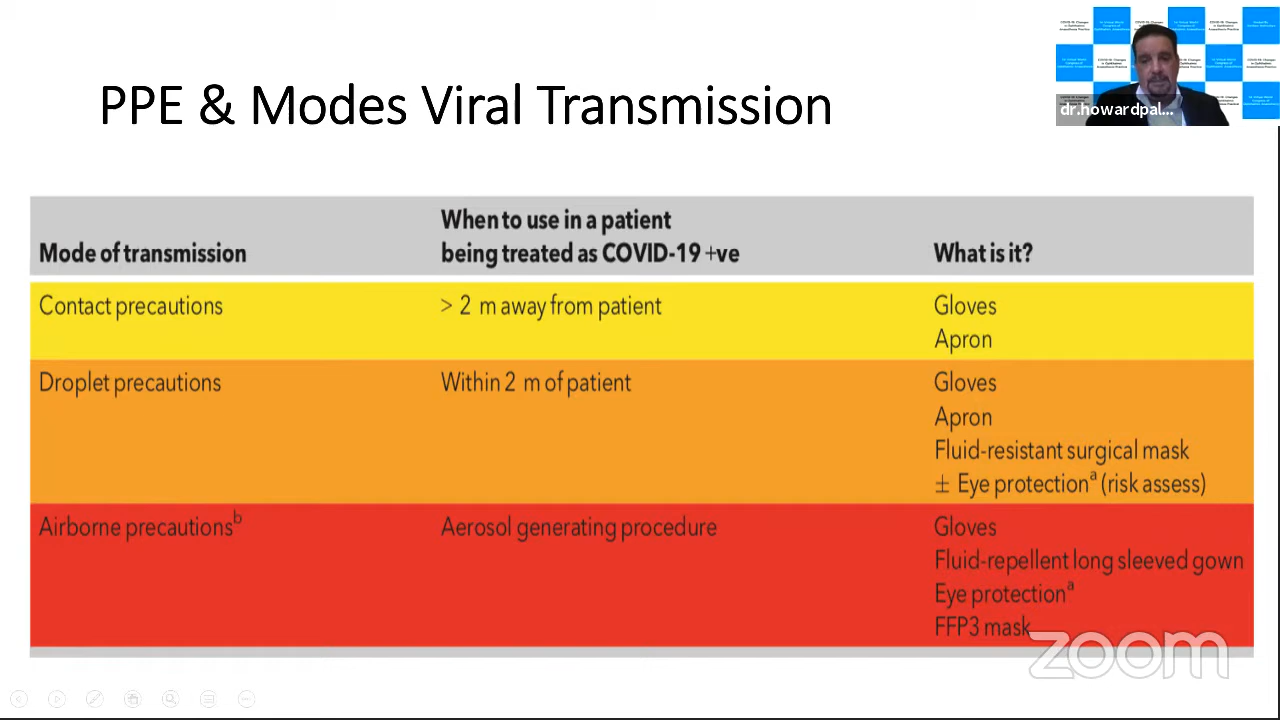 PPE & Modes Viral Transmission
dr.howardpal...
Mode of transmission
When to use in a patient
being treated as COVID-19 +ve
What is it?
Contact precautions
> 2 m away from patient
Gloves
Apron
Droplet precautions
Within 2 m of patient
Gloves
Apron
Fluid-resistant surgical mask
± Eye protectionᵃ (risk assess)
Airborne precautionsᵇ
Aerosol generating procedure
Gloves
Fluid-repellent long sleeved gown
Eye protectionᵃ
FFP3 mask
zoom